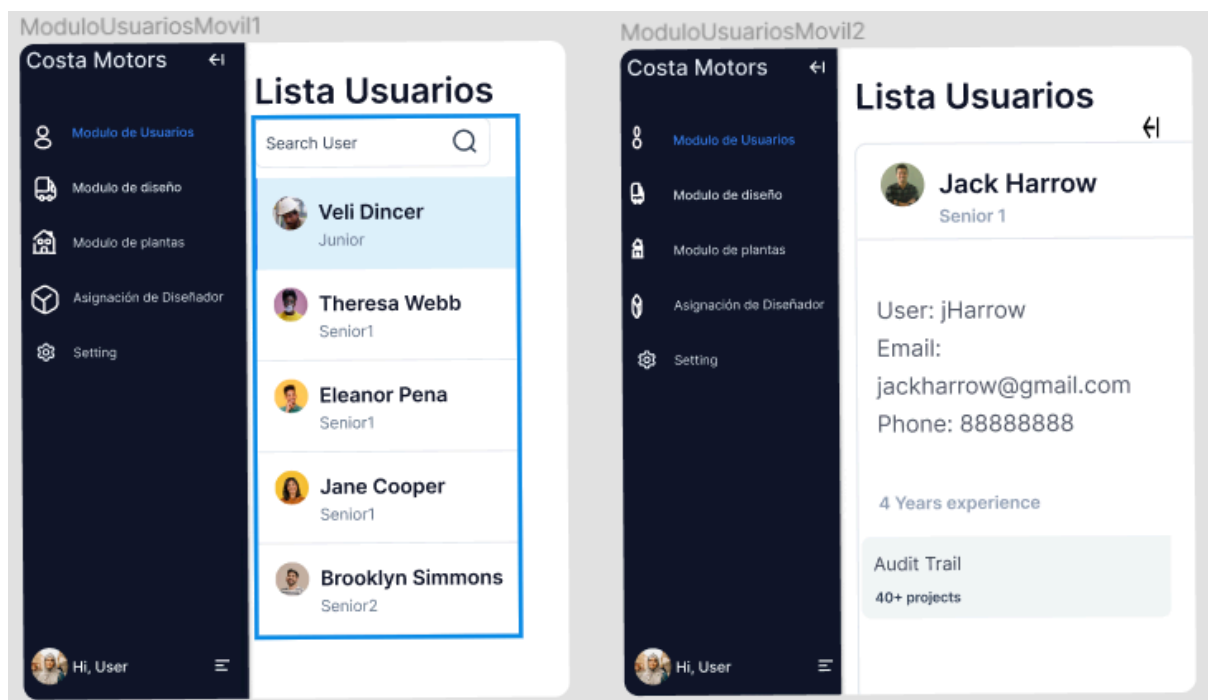 ModuloUsuariosMovil1
Costa Motors
Modulo de Usuarios
Modulo de diseño
Modulo de plantas
Asignación de Diseñador
Setting
Hi, User
Lista Usuarios
Search User
Veli Dincer
Junior
Theresa Webb
Senior1
Eleanor Pena
Senior1
Jane Cooper
Senior1
Brooklyn Simmons
Senior2
ModuloUsuariosMovil2
Costa Motors
Modulo de Usuarios
Modulo de diseño
Modulo de plantas
Asignación de Diseñador
Setting
Hi, User
Lista Usuarios
Jack Harrow
Senior 1
User: jHarrow
Email:
jackharrow@gmail.com
Phone: 88888888
4 Years experience
Audit Trail
40+ projects